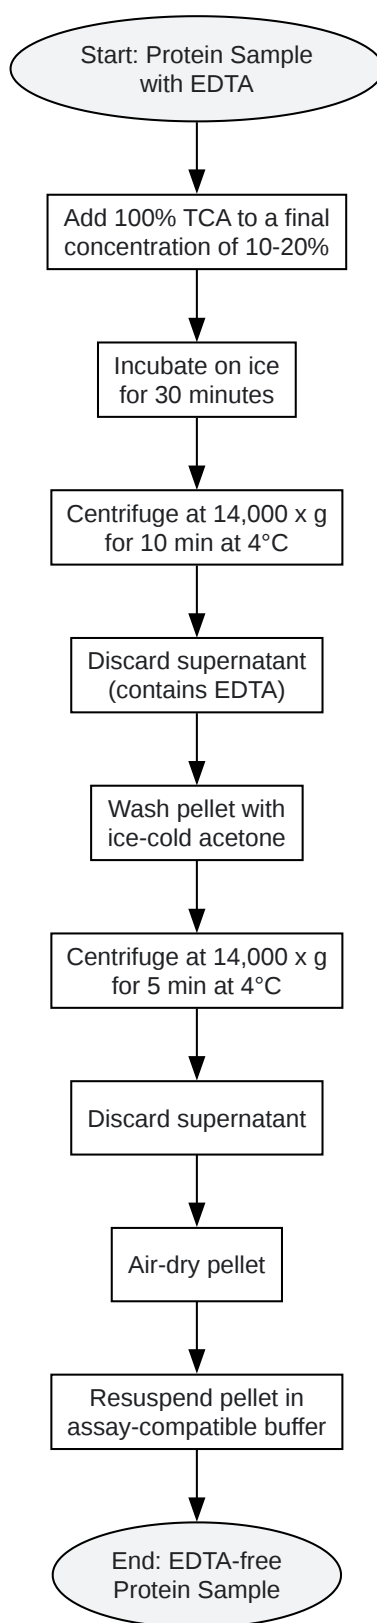 Start: Protein Sample
with EDTA
Add 100% TCA to a final
concentration of 10-20%
Incubate on ice
for 30 minutes
Centrifuge at 14,000 x g
for 10 min at 4°C
Discard supernatant
(contains EDTA)
Wash pellet with
ice-cold acetone
Centrifuge at 14,000 x g
for 5 min at 4°C
Discard supernatant
Air-dry pellet
Resuspend pellet in
assay-compatible buffer
End: EDTA-free
Protein Sample